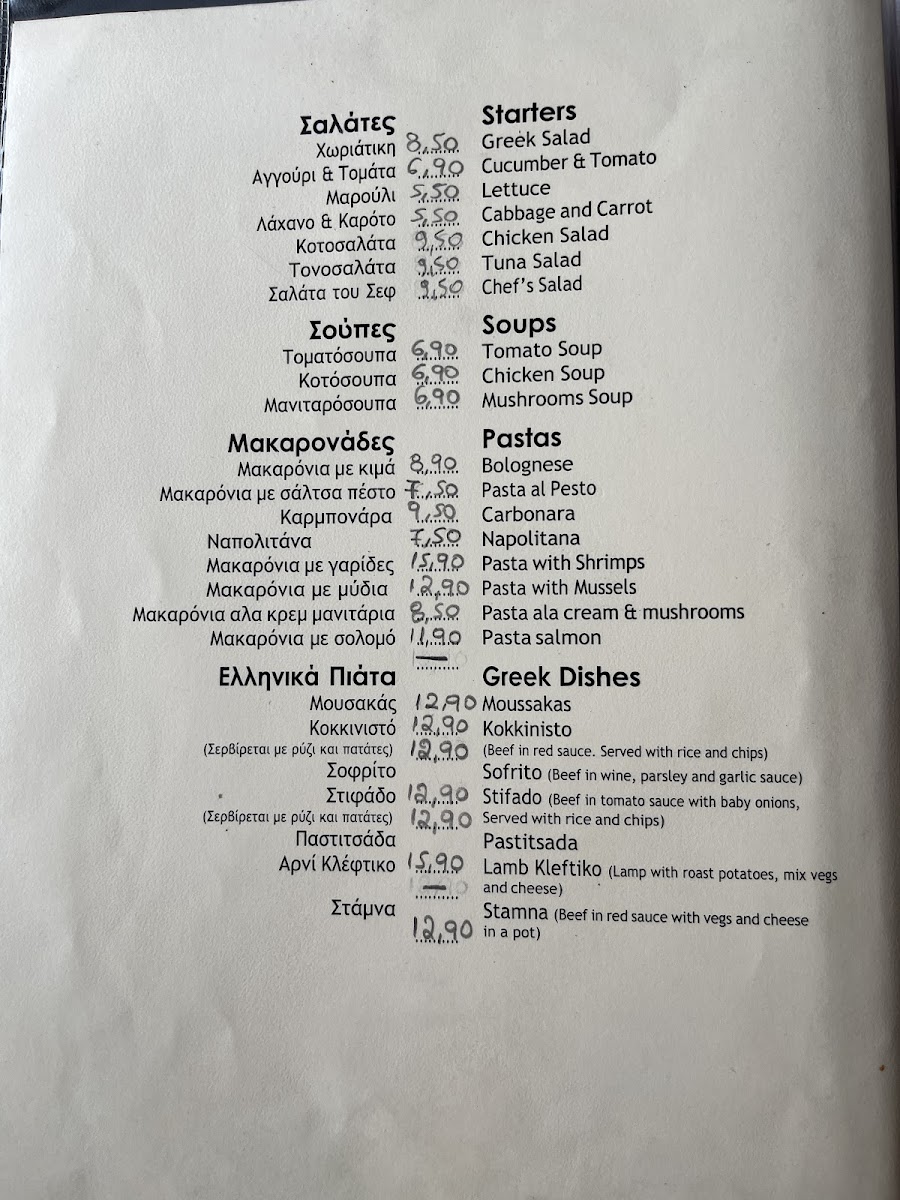 Σαλάτες Starters
Χωριάτικη 8,50 Greek Salad
Αγγούρι & Τομάτα 6,90 Cucumber & Tomato
Μαρούλι 5,50 Lettuce
Λάχανο & Καρότο 5,50 Cabbage and Carrot
Κοτοσαλάτα 9,50 Chicken Salad
Τονοσαλάτα 9,50 Tuna Salad
Σαλάτα του Σεφ 9,50 Chef's Salad
Σούπες Soups
Τοματόσουπα 6,90 Tomato Soup
Κοτόσουπα 6,90 Chicken Soup
Μανιταρόσουπα 6,90 Mushrooms Soup
Μακαρονάδες Pastas
Μακαρόνια με κιμά 8,90 Bolognese
Μακαρόνια με σάλτσα πέστο 7,50 Pasta al Pesto
Καρμπονάρα 9,50 Carbonara
Ναπολιτάνα 7,50 Napolitana
Μακαρόνια με γαρίδες 15,90 Pasta with Shrimps
Μακαρόνια με μύδια 12,90 Pasta with Mussels
Μακαρόνια αλα κρεμ μανιτάρια 8,50 Pasta ala cream & mushrooms
Μακαρόνια με σολομό 11,90 Pasta salmon
—
Ελληνικά Πιάτα Greek Dishes
Μουσακάς 12,90 Moussakas
Κοκκινιστό 12,90 Kokkinisto
(Σερβίρεται με ρύζι και πατάτες) 12,90 (Beef in red sauce. Served with rice and chips)
Σοφρίτο Sofrito (Beef in wine, parsley and garlic sauce)
Στιφάδο 12,90 Stifado (Beef in tomato sauce with baby onions,
(Σερβίρεται με ρύζι και πατάτες) 12,90 Served with rice and chips)
Παστιτσάδα Pastitsada
Αρνί Κλέφτικο 15,90 Lamb Kleftiko (Lamp with roast potatoes, mix vegs
— and cheese)
Στάμνα Stamna (Beef in red sauce with vegs and cheese
12,90 in a pot)